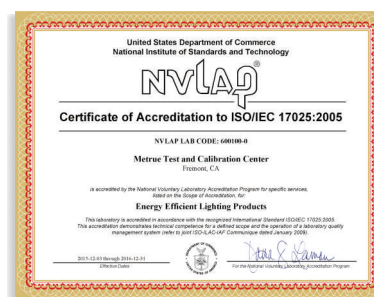 United States Department of Commerce
National Institute of Standards and Technology
NVLAP®
Certificate of Accreditation to ISO/IEC 17025:2005
NVLAP LAB CODE: 600100-0
Metrue Test and Calibration Center
Fremont, CA
is accredited by the National Voluntary Laboratory Accreditation Program for specific services,
listed on the Scope of Accreditation, for:
Energy Efficient Lighting Products
This laboratory is accredited in accordance with the recognized International Standard ISO/IEC 17025:2005.
This accreditation demonstrates technical competence for a defined scope and the operation of a laboratory quality
management system (refer to joint ISO-ILAC-IAF Communique dated January 2009).
2015-12-03 through 2016-12-31
Effective Dates
For the National Voluntary Laboratory Accreditation Program